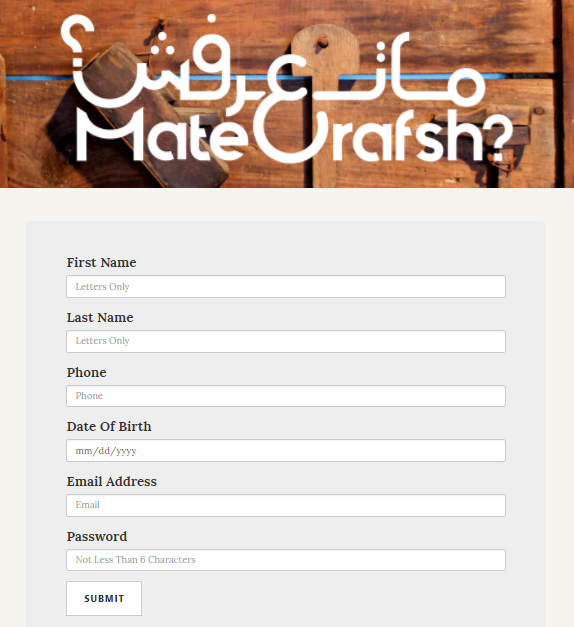 ماتعرفش؟
Mateعrafsh?
First Name
Letters Only
Last Name
Letters Only
Phone
Phone
Date Of Birth
mm/dd/yyyy
Email Address
Email
Password
Not Less Than 6 Characters
SUBMIT